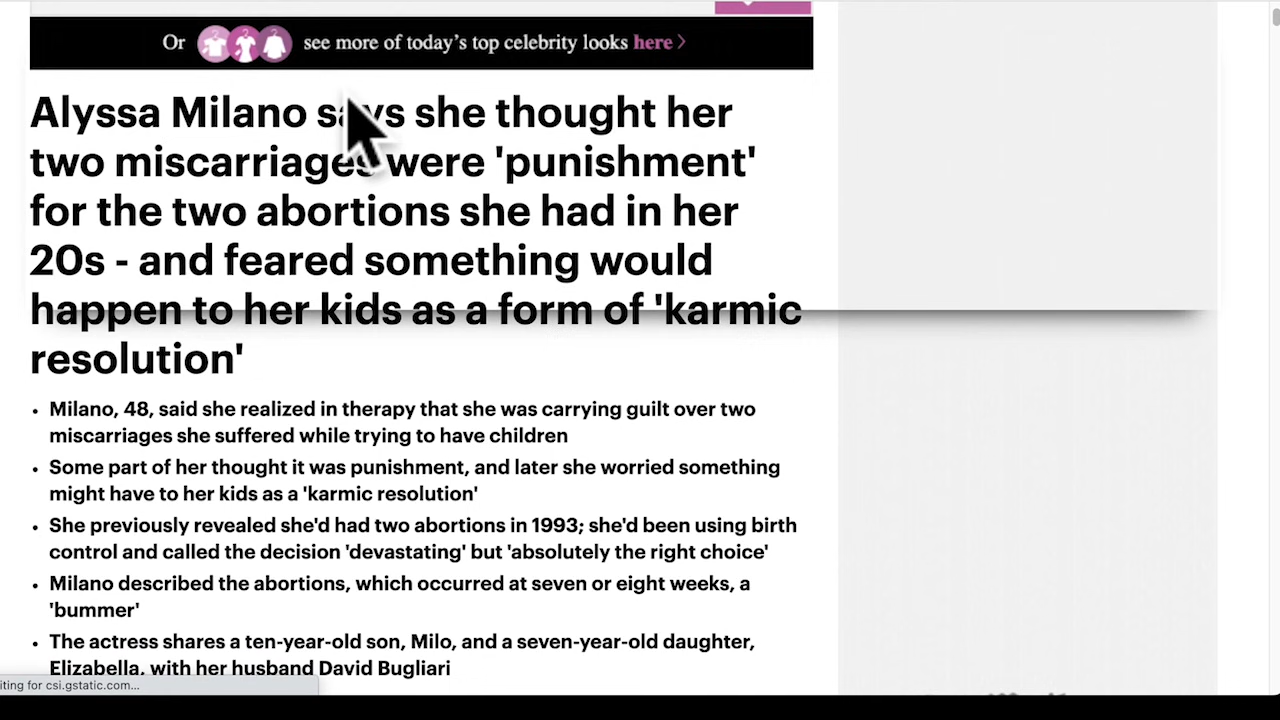 Or see more of today's top celebrity looks here >
Alyssa Milano says she thought her
two miscarriages were 'punishment'
for the two abortions she had in her
20s - and feared something would
happen to her kids as a form of 'karmic
resolution'
• Milano, 48, said she realized in therapy that she was carrying guilt over two
miscarriages she suffered while trying to have children
• Some part of her thought it was punishment, and later she worried something
might have to her kids as a 'karmic resolution'
• She previously revealed she'd had two abortions in 1993; she'd been using birth
control and called the decision 'devastating' but 'absolutely the right choice'
• Milano described the abortions, which occurred at seven or eight weeks, a
'bummer'
• The actress shares a ten-year-old son, Milo, and a seven-year-old daughter,
Elizabella, with her husband David Bugliari
iting for csi.gstatic.com...